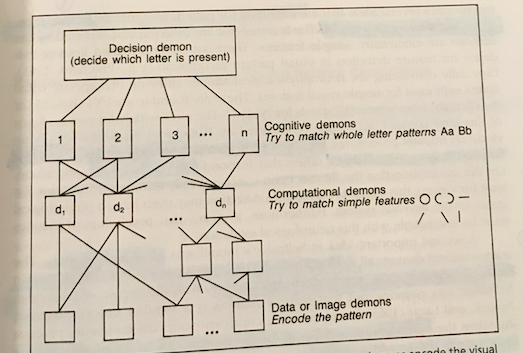 Decision demon
(decide which letter is present)
1
2
3
...
n
Cognitive demons
Try to match whole letter patterns Aa Bb
d₁
d₂
...
dₙ
Computational demons
Try to match simple features
Data or Image demons
Encode the pattern
...
encode the visual